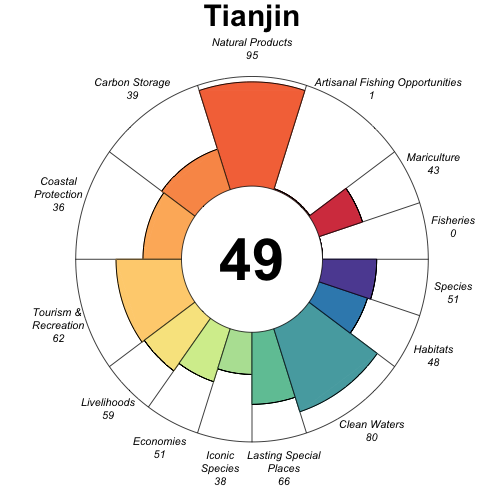 Tianjin
Natural Products
95
Artisanal Fishing Opportunities
1
Mariculture
43
Fisheries
0
Species
51
Habitats
48
Clean Waters
80
Lasting Special
Places
66
Iconic
Species
38
Economies
51
Livelihoods
59
Tourism &
Recreation
62
Coastal
Protection
36
Carbon Storage
39
49